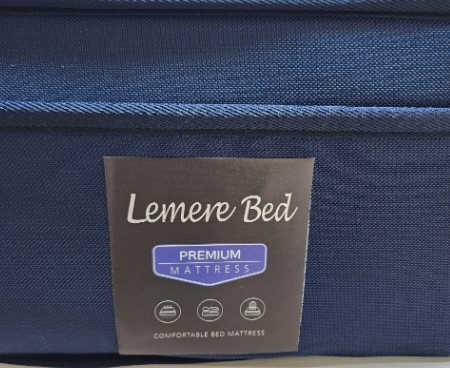 Lemere Bed
PREMIUM
MATTRESS
COMFORTABLE BED MATTRESS